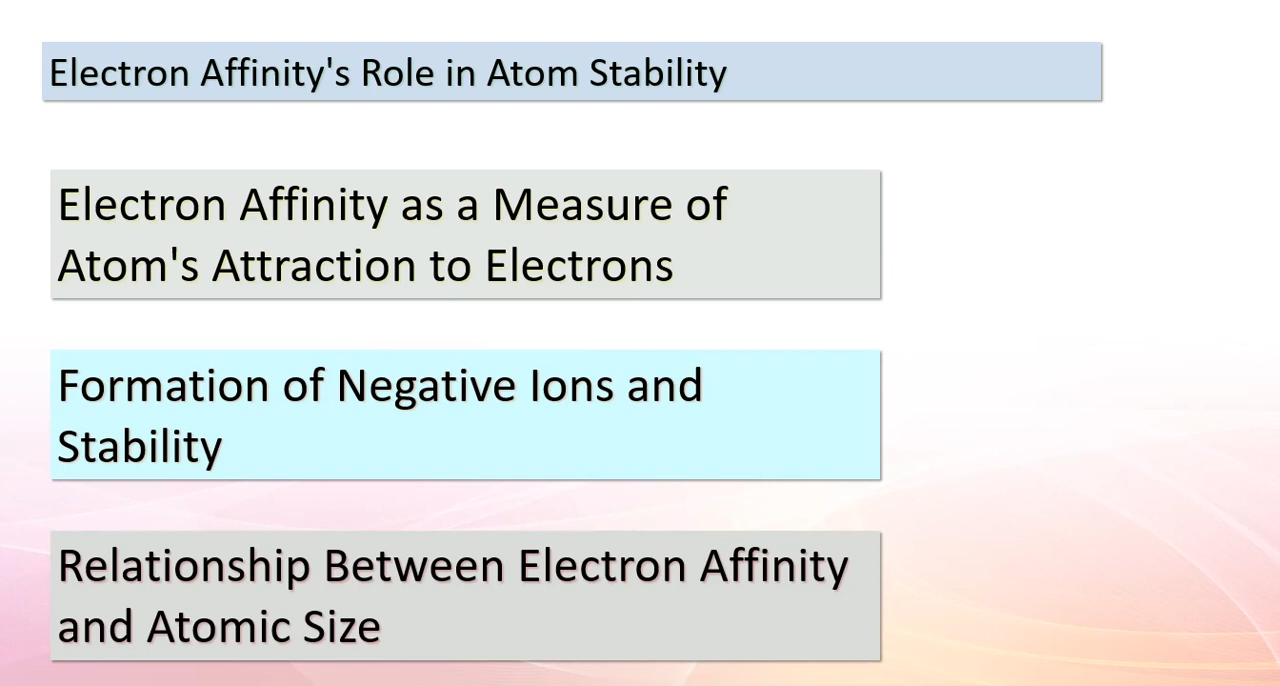 Electron Affinity's Role in Atom Stability
Electron Affinity as a Measure of
Atom's Attraction to Electrons
Formation of Negative Ions and
Stability
Relationship Between Electron Affinity
and Atomic Size